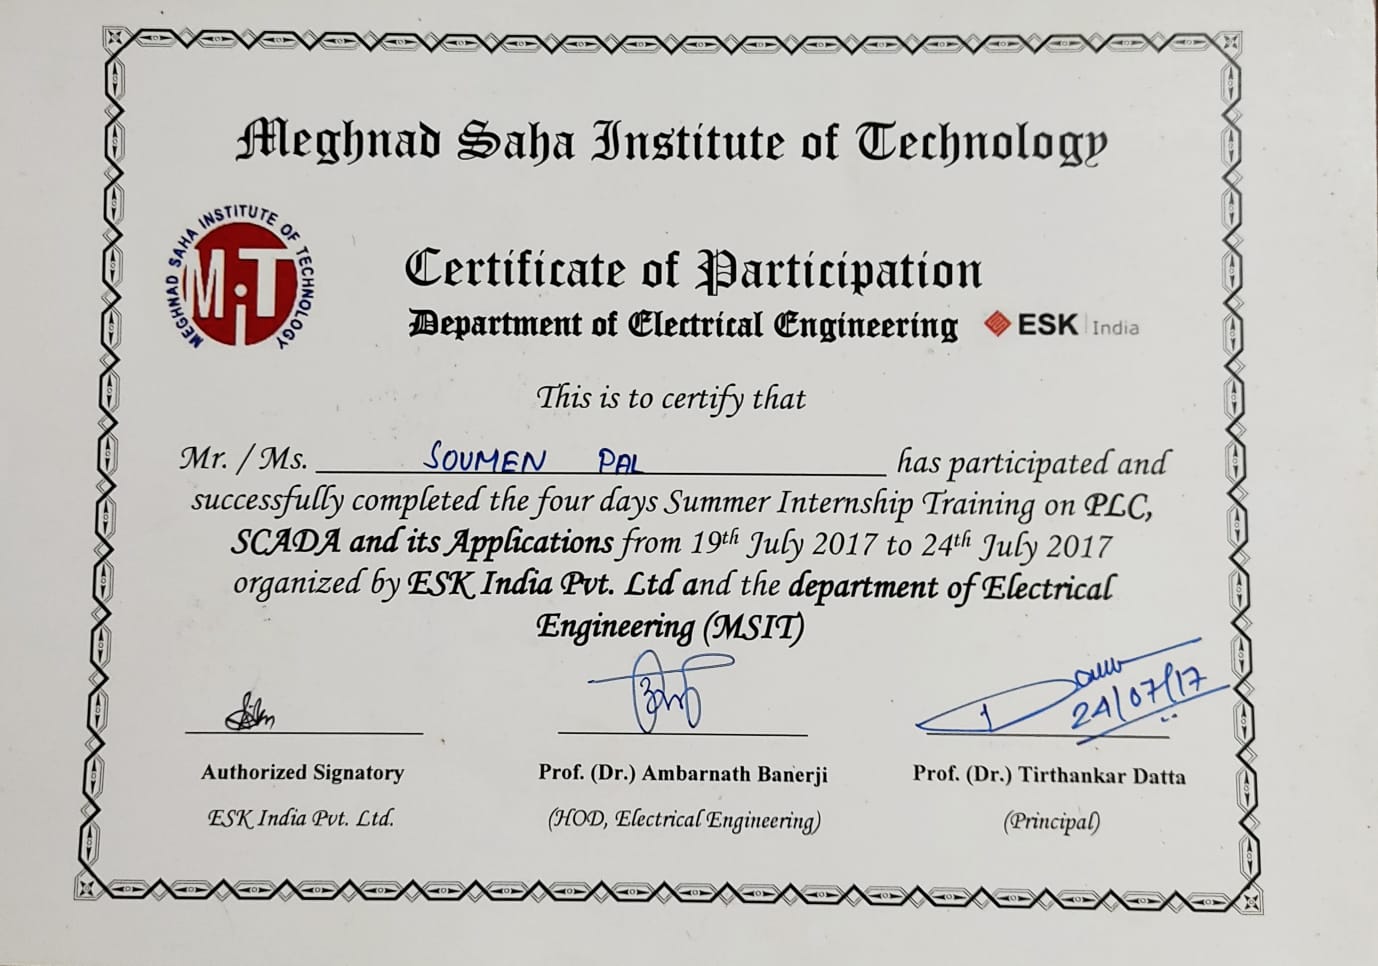 Meghnad Saha Institute of Technology
MEGHNAD SAHA INSTITUTE OF TECHNOLOGY
MiT
Certificate of Participation
Department of Electrical Engineering
ESK India
This is to certify that
Mr. / Ms. SOUMEN PAL has participated and
successfully completed the four days Summer Internship Training on PLC,
SCADA and its Applications from 19th July 2017 to 24th July 2017
organized by ESK India Pvt. Ltd and the department of Electrical
Engineering (MSIT)
24/07/17
Authorized Signatory Prof. (Dr.) Ambarnath Banerji Prof. (Dr.) Tirthankar Datta
ESK India Pvt. Ltd. (HOD, Electrical Engineering) (Principal)